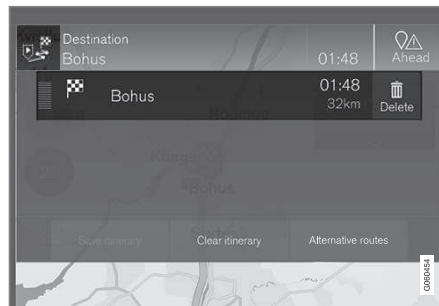 Destination
Bohus
01:48
Ahead
Bohus
01:48
32km
Delete
Bohus
Save itinerary
Clear itinerary
Alternative routes
G060454